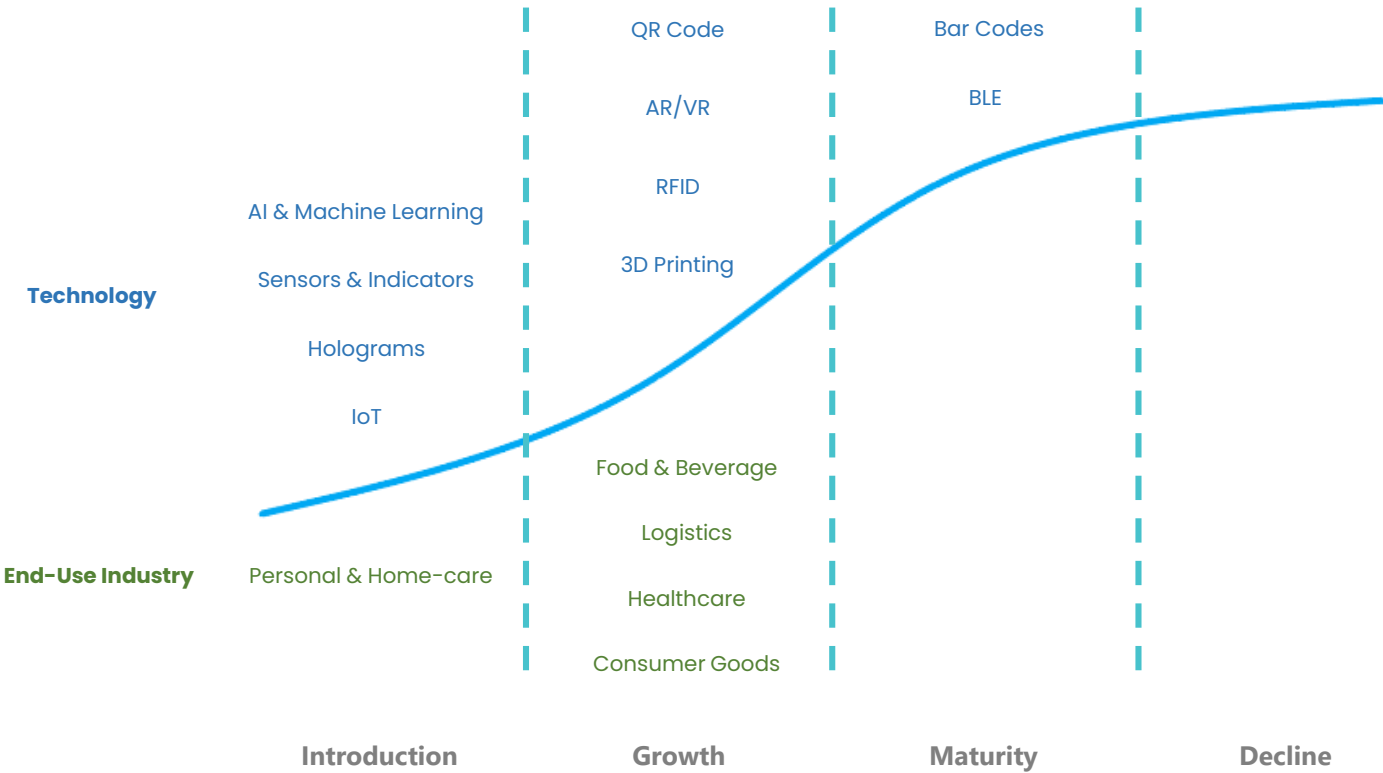 QR Code
Bar Codes
AR/VR
BLE
RFID
AI & Machine Learning
3D Printing
Sensors & Indicators
Technology
Holograms
IoT
Food & Beverage
Logistics
End-Use Industry
Personal & Home-care
Healthcare
Consumer Goods
Introduction
Growth
Maturity
Decline